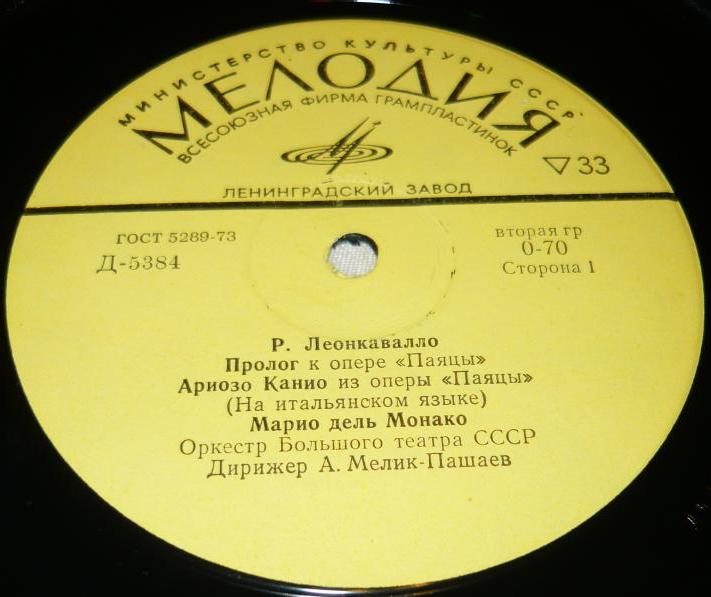 МИНИСТЕРСТВО КУЛЬТУРЫ СССР
МЕЛОДИЯ
ВСЕСОЮЗНАЯ ФИРМА ГРАМПЛАСТИНОК
33
ЛЕНИНГРАДСКИЙ ЗАВОД
ГОСТ 5289-73
Д-5384
вторая гр
0-70
Сторона 1
Р. Леонкавалло
Пролог к опере «Паяцы»
Ариозо Канио из оперы «Паяцы»
(На итальянском языке)
Марио дель Монако
Оркестр Большого театра СССР
Дирижер А. Мелик-Пашаев